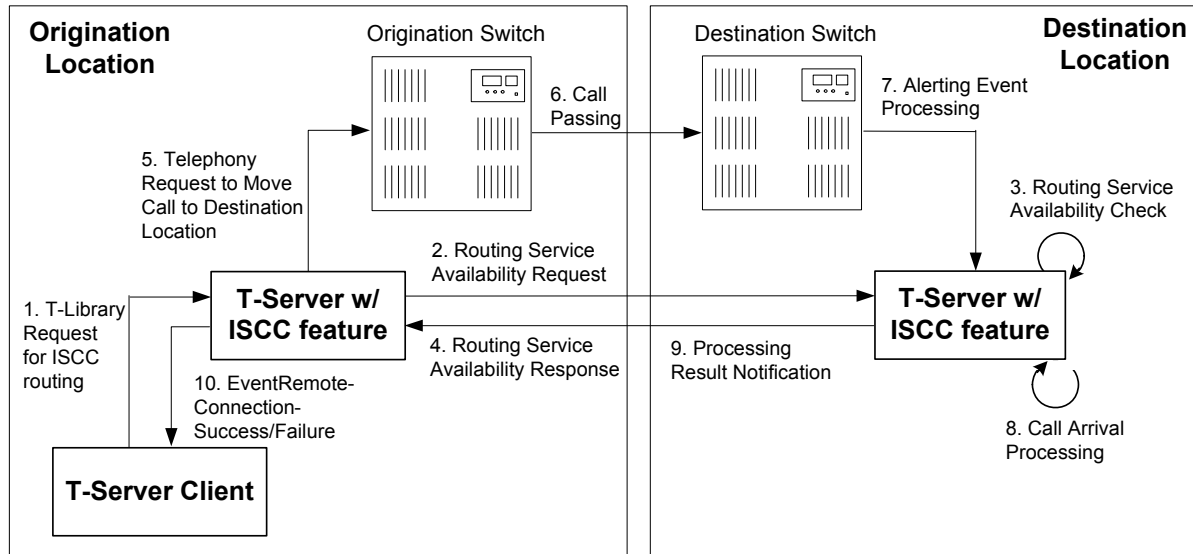 Origination
Location
Origination Switch
Destination Switch
Destination
Location
6. Call
Passing
7. Alerting Event
Processing
5. Telephony
Request to Move
Call to Destination
Location
3. Routing Service
Availability Check
2. Routing Service
Availability Request
T-Server w/
ISCC feature
T-Server w/
ISCC feature
1. T-Library
Request
for ISCC
routing
4. Routing Service
Availability Response
9. Processing
Result Notification
10. EventRemote-
Connection-
Success/Failure
8. Call Arrival
Processing
T-Server Client